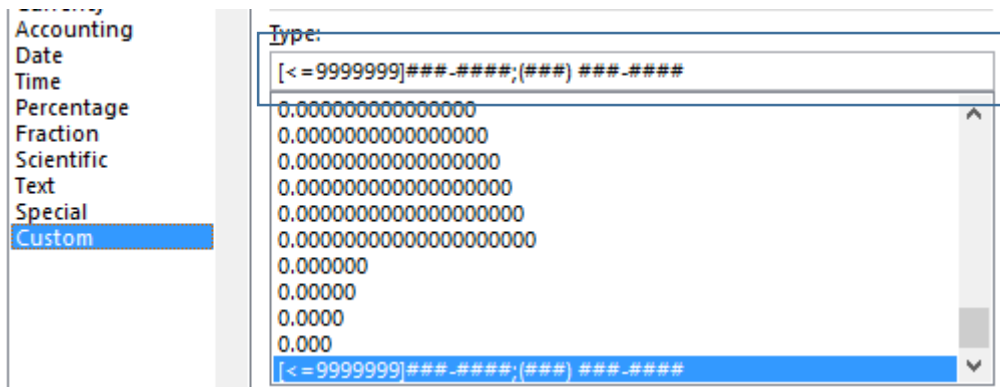 Accounting
Date
Time
Percentage
Fraction
Scientific
Text
Special
Custom
Type:
[<=9999999]###-####;(###) ###-####
0.000000000000000
0.0000000000000000
0.00000000000000000
0.000000000000000000
0.0000000000000000000
0.00000000000000000000
0.000000
0.00000
0.0000
0.000
[<=9999999]###-####;(###) ###-####